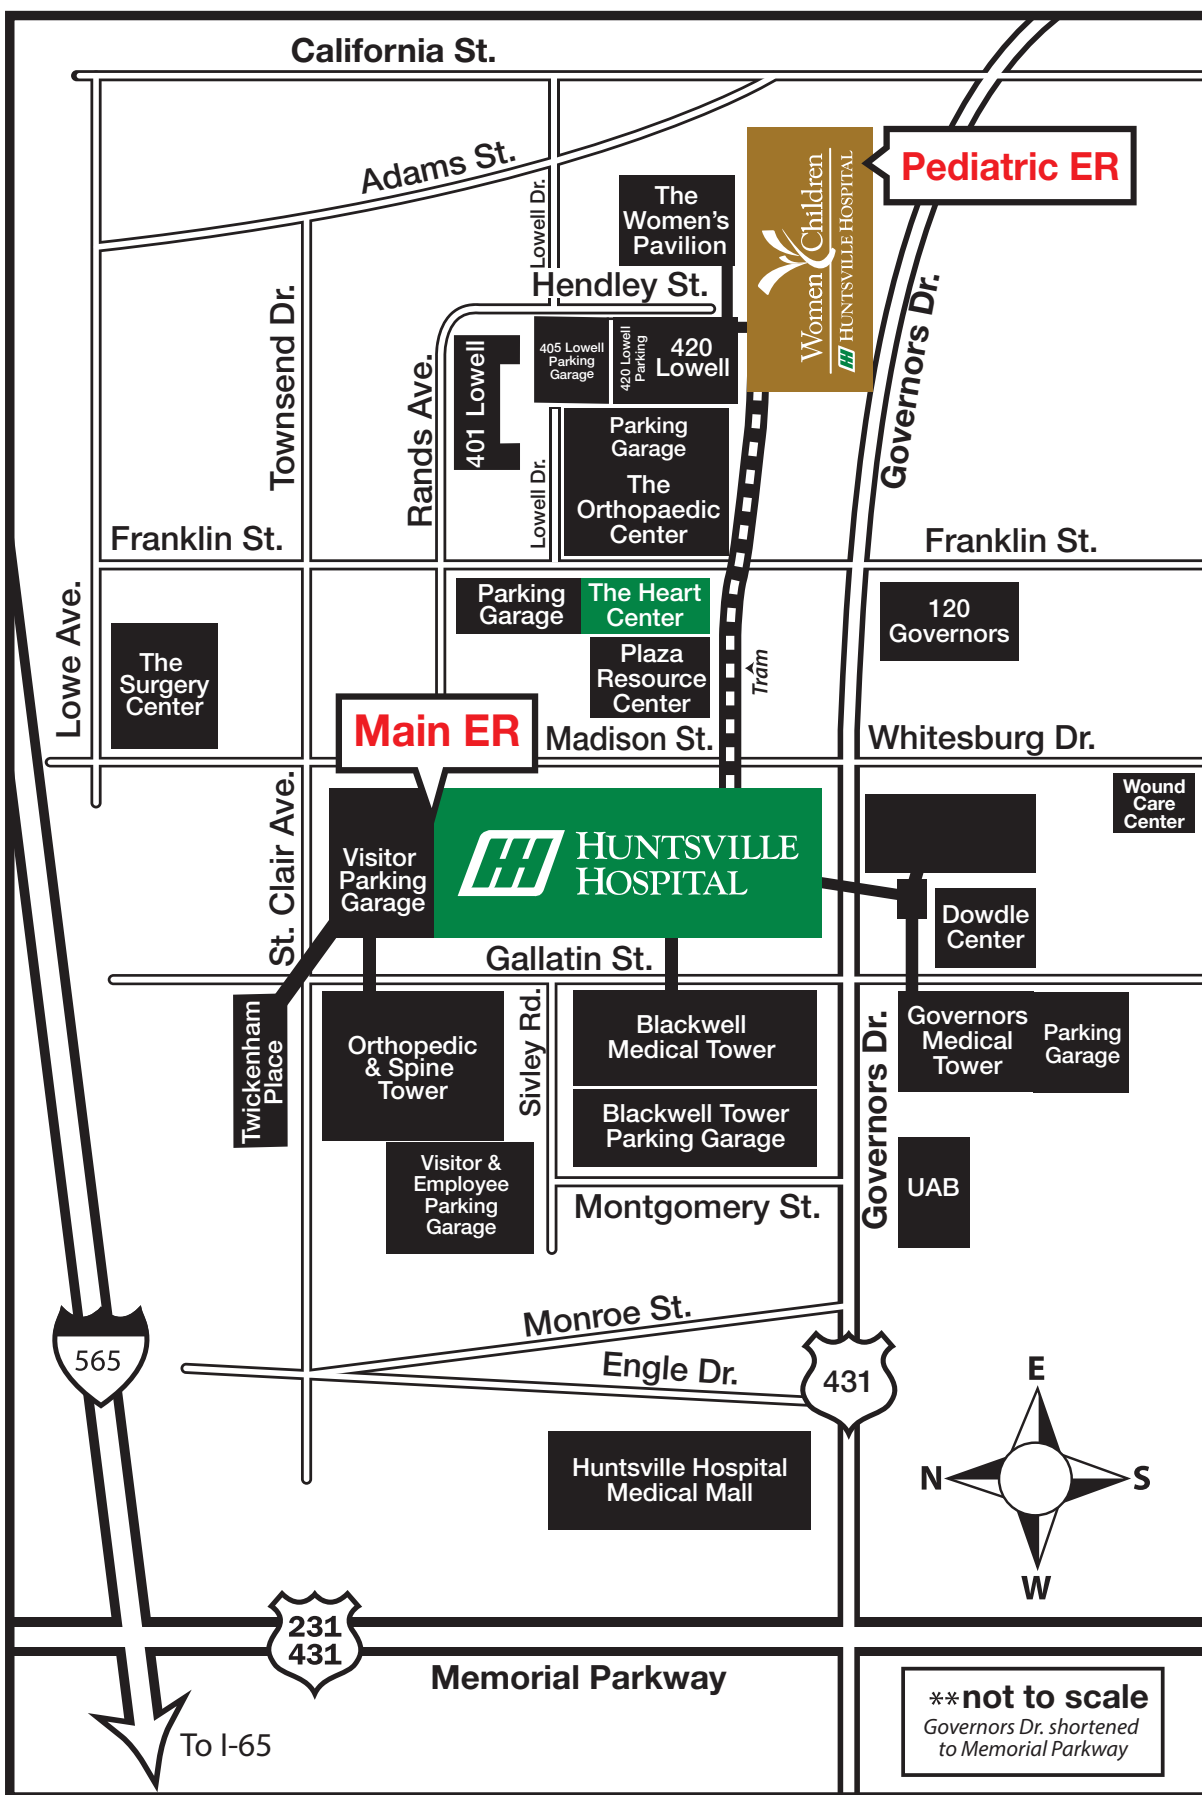 California St.
Adams St.
Pediatric ER
The
Women's
Pavilion
Women & Children
HUNTSVILLE HOSPITAL
Lowell Dr.
Hendley St.
Townsend Dr.
Governors Dr.
Rands Ave.
401 Lowell
405 Lowell
Parking
Garage
420 Lowell
Parking
420
Lowell
Parking
Garage
The
Orthopaedic
Center
Lowell Dr.
Franklin St.
Franklin St.
Lowe Ave.
Parking
Garage
The Heart
Center
120
Governors
The
Surgery
Center
Plaza
Resource
Center
Tram
Main ER
Madison St.
Whitesburg Dr.
St. Clair Ave.
Wound
Care
Center
Visitor
Parking
Garage
HUNTSVILLE
HOSPITAL
Dowdle
Center
Gallatin St.
Twickenham
Place
Orthopedic
& Spine
Tower
Sivley Rd.
Blackwell
Medical Tower
Governors Dr.
Governors
Medical
Tower
Parking
Garage
Blackwell Tower
Parking Garage
Visitor &
Employee
Parking
Garage
UAB
Montgomery St.
Monroe St.
565
Engle Dr.
431
E
N
S
W
Huntsville Hospital
Medical Mall
231
431
Memorial Parkway
To I-65
**not to scale
Governors Dr. shortened
to Memorial Parkway